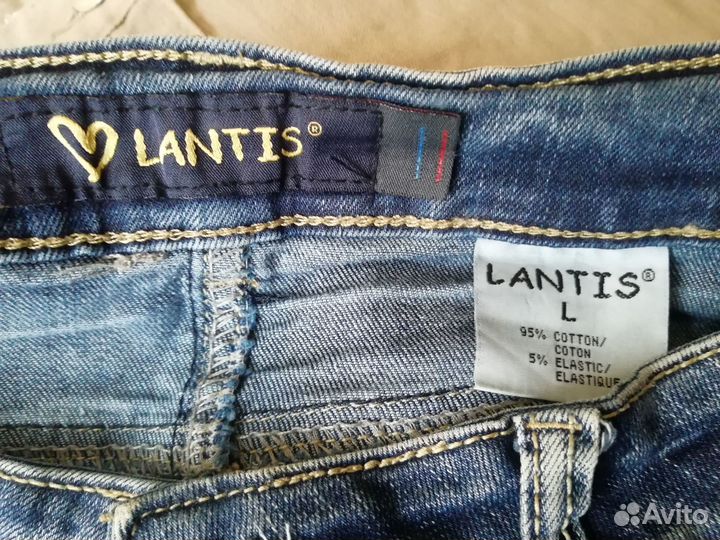 LANTIS®
LANTIS®
L
95% COTTON/
COTON
5% ELASTIC/
ELASTIQUE
Avito